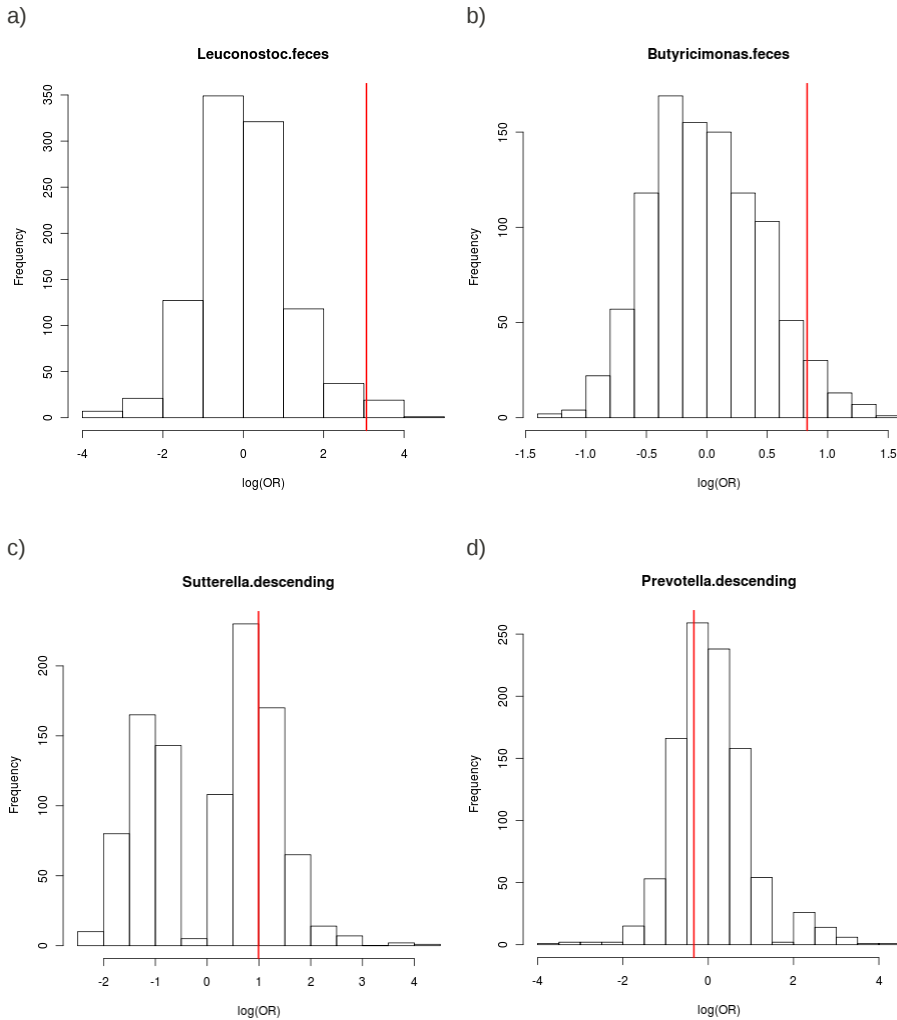 a)
Leuconostoc.feces
Frequency
350
300
250
200
150
100
50
0
-4 -2 0 2 4
log(OR)
b)
Butyricimonas.feces
Frequency
150
100
50
0
-1.5 -1.0 -0.5 0.0 0.5 1.0 1.5
log(OR)
c)
Sutterella.descending
Frequency
200
150
100
50
0
-2 -1 0 1 2 3 4
log(OR)
d)
Prevotella.descending
Frequency
250
200
150
100
50
0
-4 -2 0 2 4
log(OR)